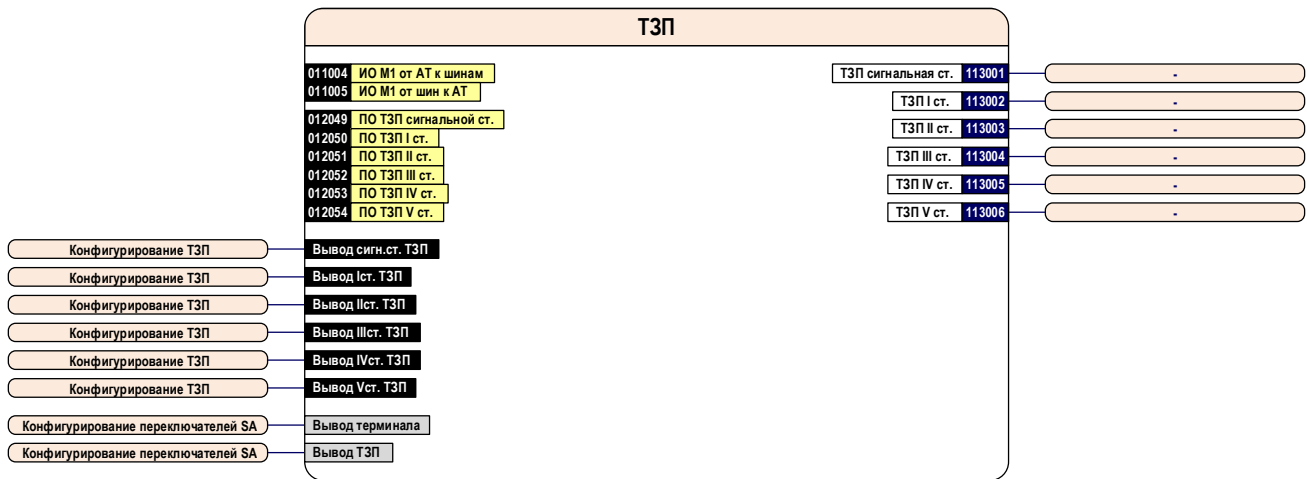 ТЗП
011004 ИО М1 от АТ к шинам
011005 ИО М1 от шин к АТ
012049 ПО ТЗП сигнальной ст.
012050 ПО ТЗП I ст.
012051 ПО ТЗП II ст.
012052 ПО ТЗП III ст.
012053 ПО ТЗП IV ст.
012054 ПО ТЗП V ст.
ТЗП сигнальная ст. 113001 -
ТЗП I ст. 113002 -
ТЗП II ст. 113003 -
ТЗП III ст. 113004 -
ТЗП IV ст. 113005 -
ТЗП V ст. 113006 -
Конфигурирование ТЗП Вывод сигн.ст. ТЗП
Конфигурирование ТЗП Вывод Iст. ТЗП
Конфигурирование ТЗП Вывод IIст. ТЗП
Конфигурирование ТЗП Вывод IIIст. ТЗП
Конфигурирование ТЗП Вывод IVст. ТЗП
Конфигурирование ТЗП Вывод Vст. ТЗП
Конфигурирование переключателей SA Вывод терминала
Конфигурирование переключателей SA Вывод ТЗП